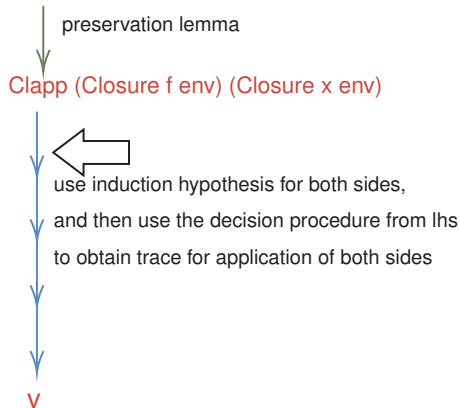 preservation lemma
Clapp (Closure f env) (Closure x env)
use induction hypothesis for both sides,
and then use the decision procedure from lhs
to obtain trace for application of both sides
v